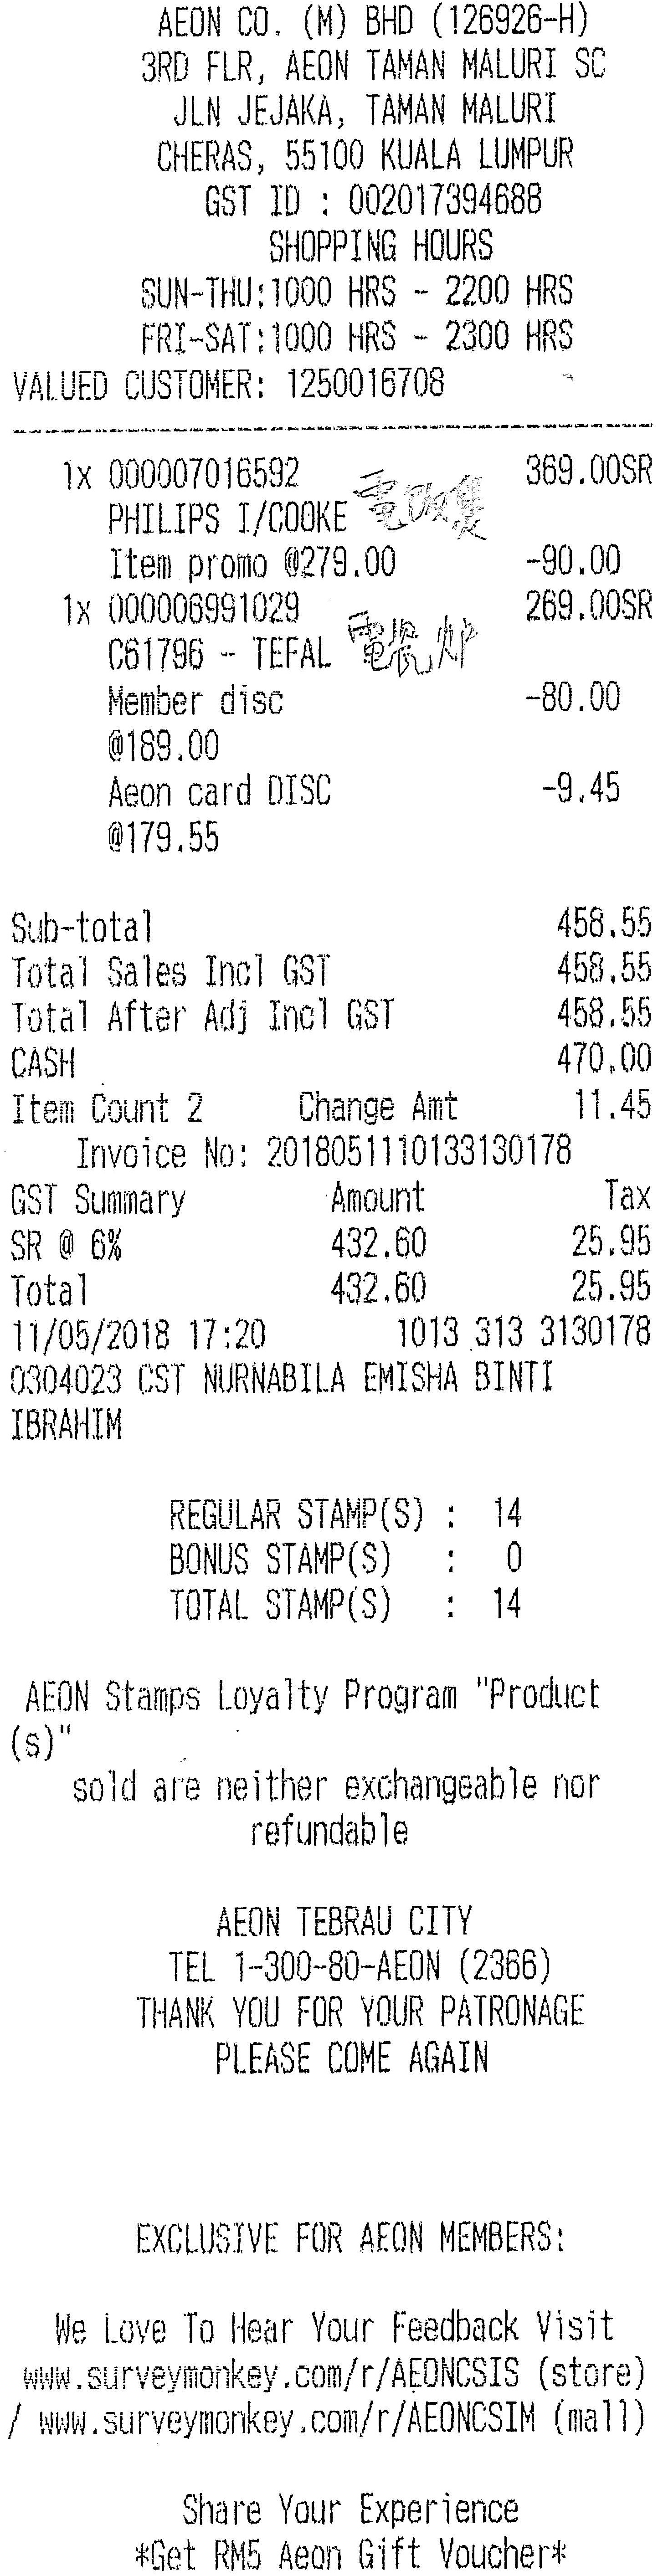 AEON CO. (M) BHD (126926-H)
3RD FLR, AEON TAMAN MALURI SC
JLN JEJAKA, TAMAN MALURI
CHERAS, 55100 KUALA LUMPUR
GST ID : 002017394688
SHOPPING HOURS
SUN-THU:1000 HRS - 2200 HRS
FRI-SAT:1000 HRS - 2300 HRS
VALUED CUSTOMER: 1250016708
1x 000007016592 369.00SR
PHILIPS I/COOKE 電飯煲
Item promo @279.00 -90.00
1x 000006991029 269.00SR
C61796 - TEFAL 電瓷炉
Member disc -80.00
@189.00
Aeon card DISC -9.45
@179.55
Sub-total 458.55
Total Sales Incl GST 458.55
Total After Adj Incl GST 458.55
CASH 470.00
Item Count 2 Change Amt 11.45
Invoice No: 2018051110133130178
GST Summary Amount Tax
SR @ 6% 432.60 25.95
Total 432.60 25.95
11/05/2018 17:20 1013 313 3130178
0304023 CST NURNABILA EMISHA BINTI
IBRAHIM
REGULAR STAMP(S) : 14
BONUS STAMP(S) : 0
TOTAL STAMP(S) : 14
AEON Stamps Loyalty Program "Product
(s)"
sold are neither exchangeable nor
refundable
AEON TEBRAU CITY
TEL 1-300-80-AEON (2366)
THANK YOU FOR YOUR PATRONAGE
PLEASE COME AGAIN
EXCLUSIVE FOR AEON MEMBERS:
We Love To Hear Your Feedback Visit
www.surveymonkey.com/r/AEONCSIS (store)
/ www.surveymonkey.com/r/AEONCSIM (mall)
Share Your Experience
*Get RM5 Aeon Gift Voucher*